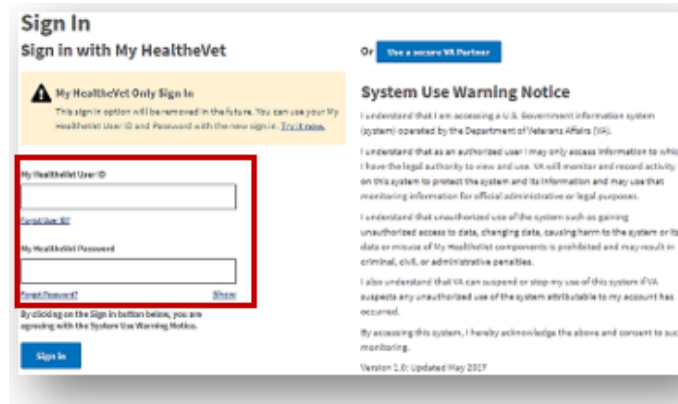 Sign In
Sign in with My HealtheVet
My HealtheVet Only Sign In
This sign in option will be removed in the future. You can use your My
HealtheVet User ID and Password with the new sign in. Try it now.
My HealtheVet User ID
Forgot User ID?
My HealtheVet Password
Forgot Password? Show
By clicking on the Sign in button below, you are
agreeing with the System Use Warning Notice.
Sign in
Or Use a secure VA Partner
System Use Warning Notice
I understand that I am accessing a U.S. Government information system
(system) operated by the Department of Veterans Affairs (VA).
I understand that as an authorized user I may only access information to whic
I have the legal authority to view and use. VA will monitor and record activity
on this system to protect the system and its information and may use that
monitoring information for official administrative or legal purposes.
I understand that unauthorized use of the system such as gaining
unauthorized access to data, changing data, causing harm to the system or its
data or misuse of My HealtheVet components is prohibited and may result in
criminal, civil, or administrative penalties.
I also understand that VA can suspend or stop my use of this system if VA
suspects any unauthorized use of the system attributable to my account has
occurred.
By accessing this system, I hereby acknowledge the above and consent to suc
monitoring.
Version 1.0: Updated May 2017